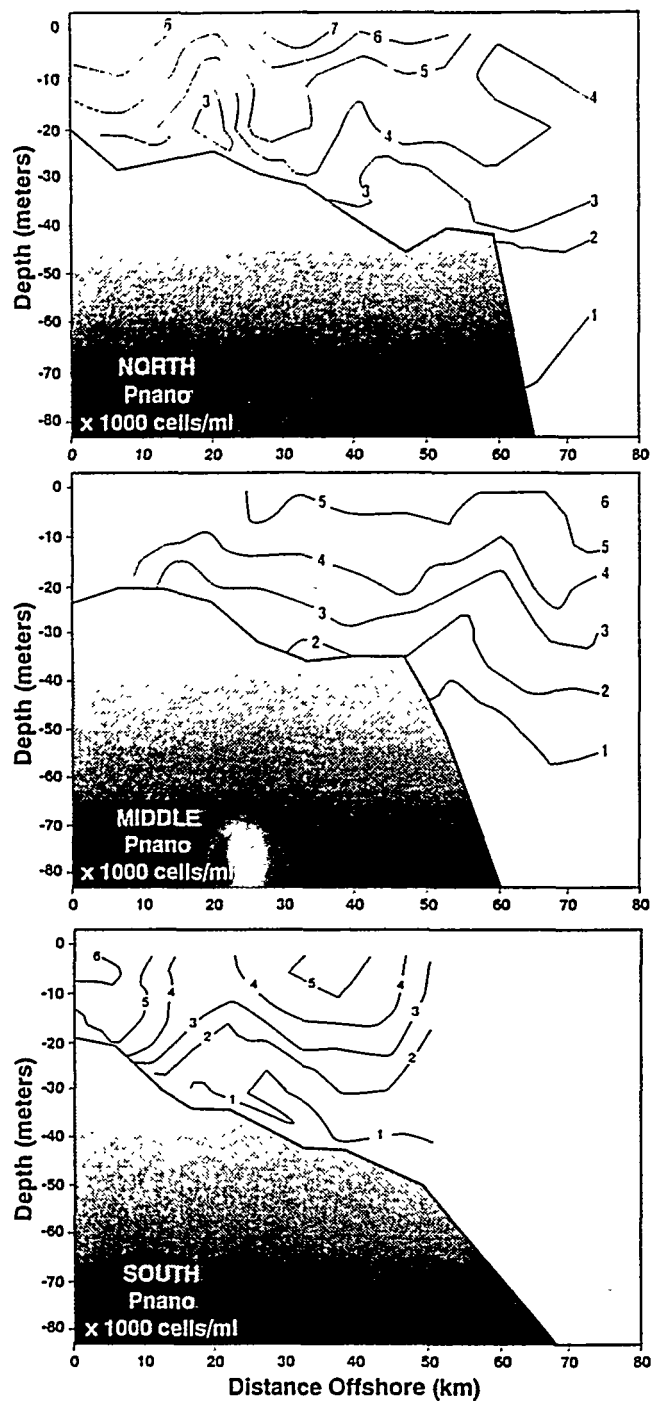 0
-10
-20
-30
-40
-50
-60
-70
-80
Depth (meters)
6 7 6
5
4
3
4
3
3
2
1
NORTH
Pnano
x 1000 cells/ml
0 10 20 30 40 50 60 70 80
0
-10
-20
-30
-40
-50
-60
-70
-80
Depth (meters)
5 6
5
4 4
3 3
2 2
1
MIDDLE
Pnano
x 1000 cells/ml
0 10 20 30 40 50 60 70 80
0
-10
-20
-30
-40
-50
-60
-70
-80
Depth (meters)
6
5 4 4 5 4
3 3
2 2
1 1
SOUTH
Pnano
x 1000 cells/ml
0 10 20 30 40 50 60 70 80
Distance Offshore (km)